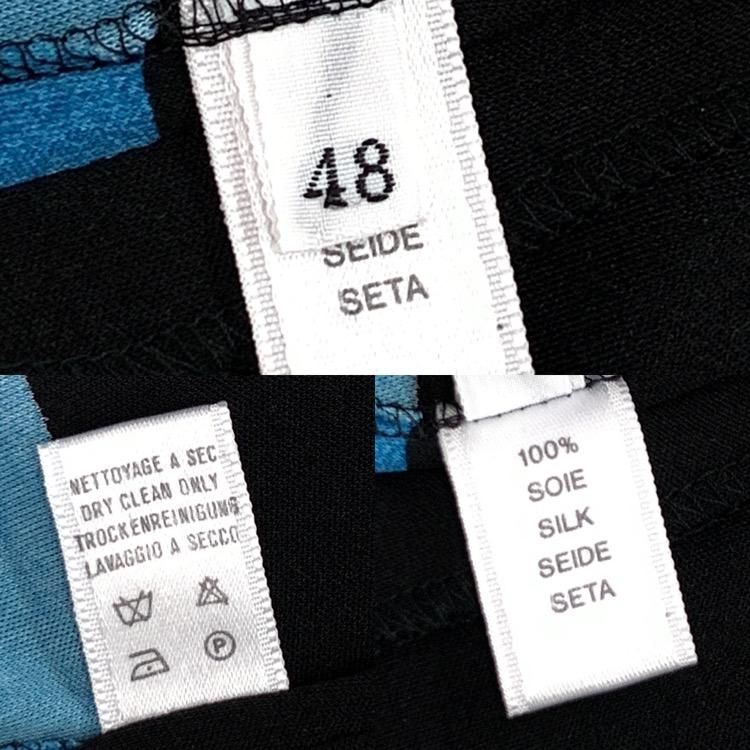 48
SEIDE
SETA
NETTOYAGE A SEC
DRY CLEAN ONLY
TROCKENREINIGUNG
LAVAGGIO A SECCO
P
100%
SOIE
SILK
SEIDE
SETA